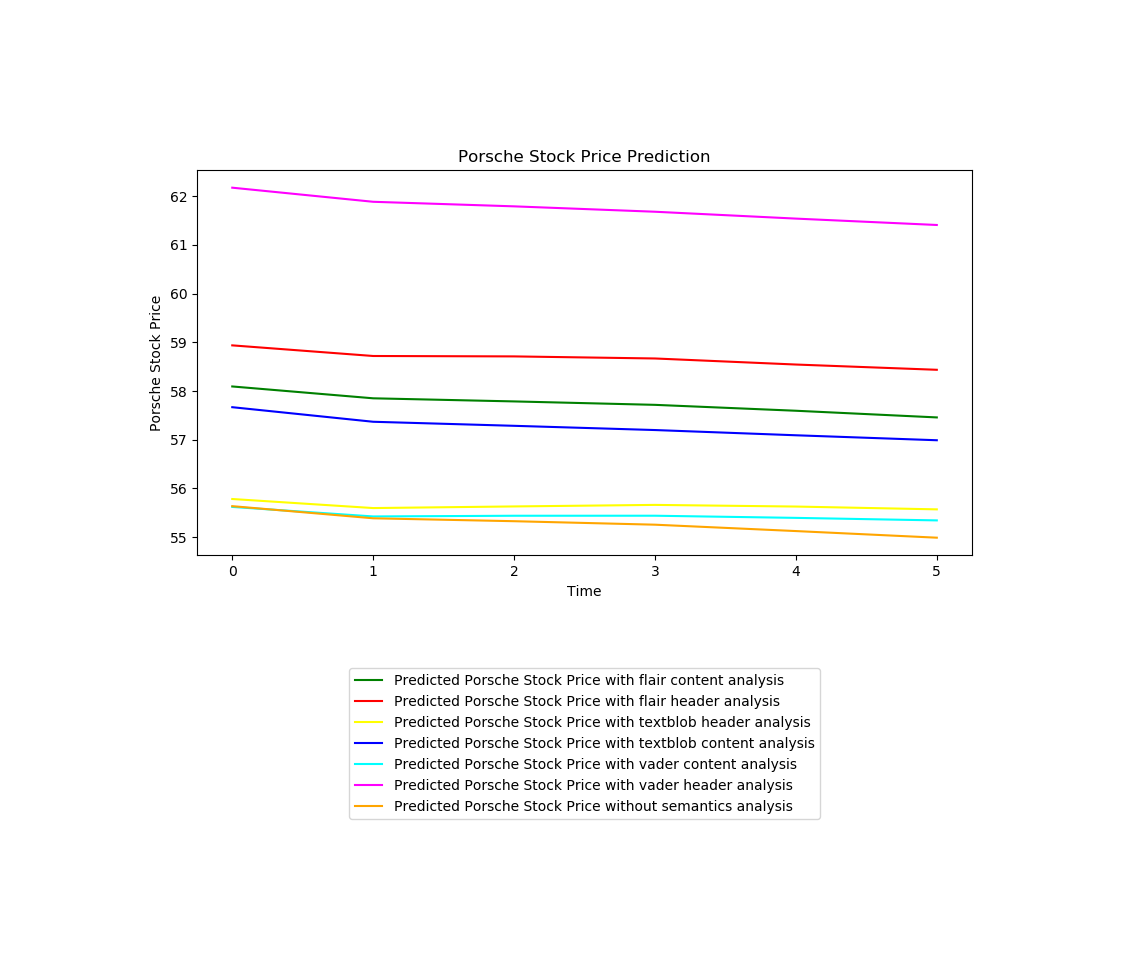 Porsche Stock Price Prediction
Porsche Stock Price
62
61
60
59
58
57
56
55
0 1 2 3 4 5
Time
Predicted Porsche Stock Price with flair content analysis
Predicted Porsche Stock Price with flair header analysis
Predicted Porsche Stock Price with textblob header analysis
Predicted Porsche Stock Price with textblob content analysis
Predicted Porsche Stock Price with vader content analysis
Predicted Porsche Stock Price with vader header analysis
Predicted Porsche Stock Price without semantics analysis